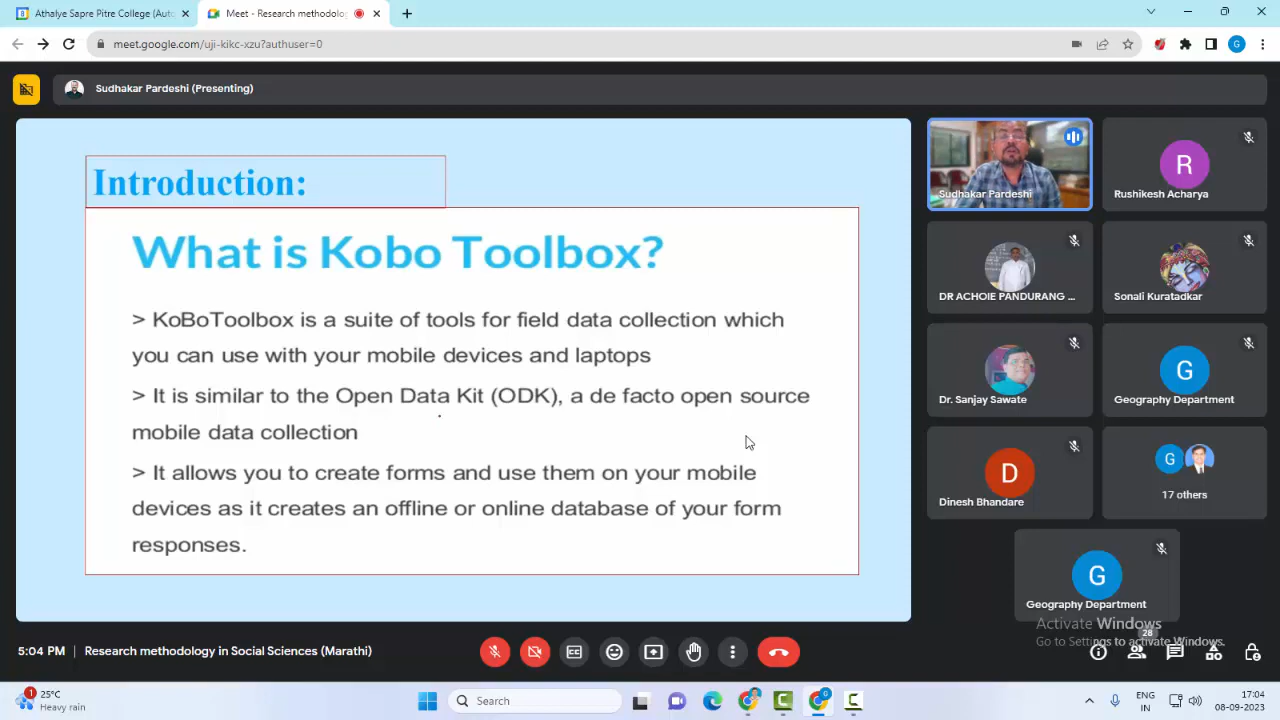 Athalye Sapre Pitre College (Auto
Meet - Research methodolo
meet.google.com/uji-kikc-xzu?authuser=0
G
Sudhakar Pardeshi (Presenting)
Introduction:
What is Kobo Toolbox?
> KoBoToolbox is a suite of tools for field data collection which
you can use with your mobile devices and laptops
> It is similar to the Open Data Kit (ODK), a de facto open source
mobile data collection
> It allows you to create forms and use them on your mobile
devices as it creates an offline or online database of your form
responses.
Sudhakar Pardeshi
R
Rushikesh Acharya
DR ACHOIE PANDURANG ...
Sonali Kuratadkar
Dr. Sanjay Sawate
G
Geography Department
D
Dinesh Bhandare
G
17 others
G
Geography Department
Activate Windows
Go to Settings to activate Windows.
28
5:04 PM | Research methodology in Social Sciences (Marathi)
CC
1
25°C
Heavy rain
Search
ENG
IN
17:04
08-09-2023